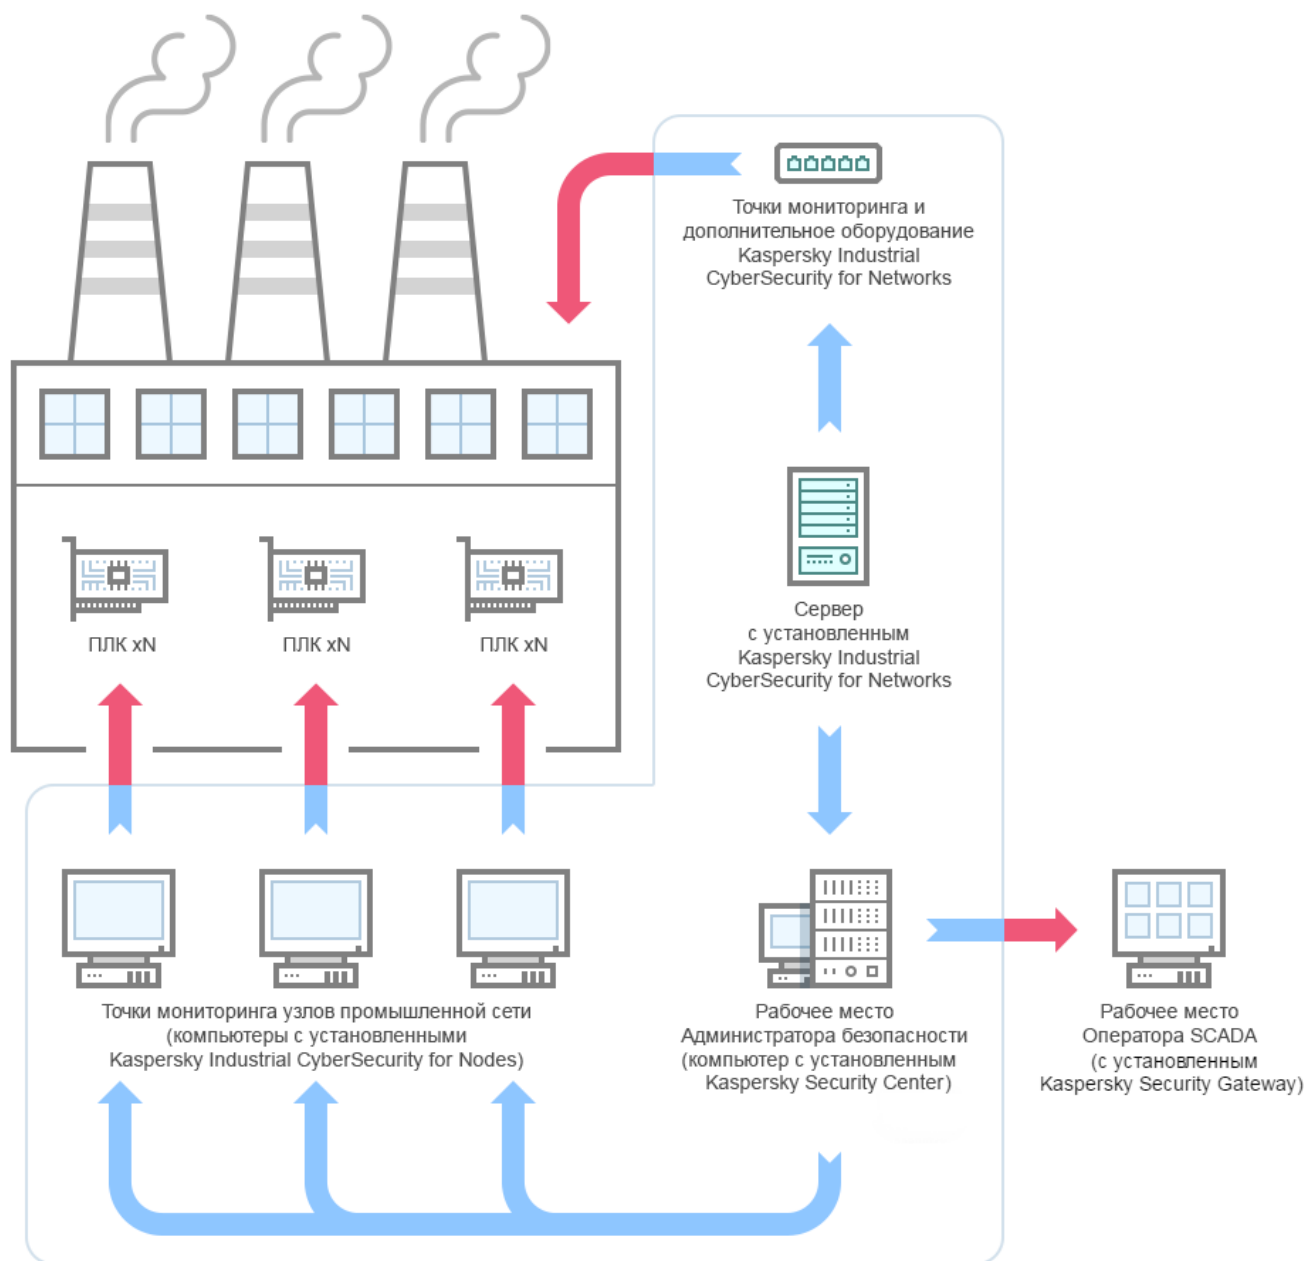 Точки мониторинга и
дополнительное оборудование
Kaspersky Industrial
CyberSecurity for Networks
Сервер
с установленным
Kaspersky Industrial
CyberSecurity for Networks
ПЛК xN
ПЛК xN
ПЛК xN
Точки мониторинга узлов промышленной сети
(компьютеры с установленными
Kaspersky Industrial CyberSecurity for Nodes)
Рабочее место
Администратора безопасности
(компьютер с установленным
Kaspersky Security Center)
Рабочее место
Оператора SCADA
(с установленным
Kaspersky Security Gateway)